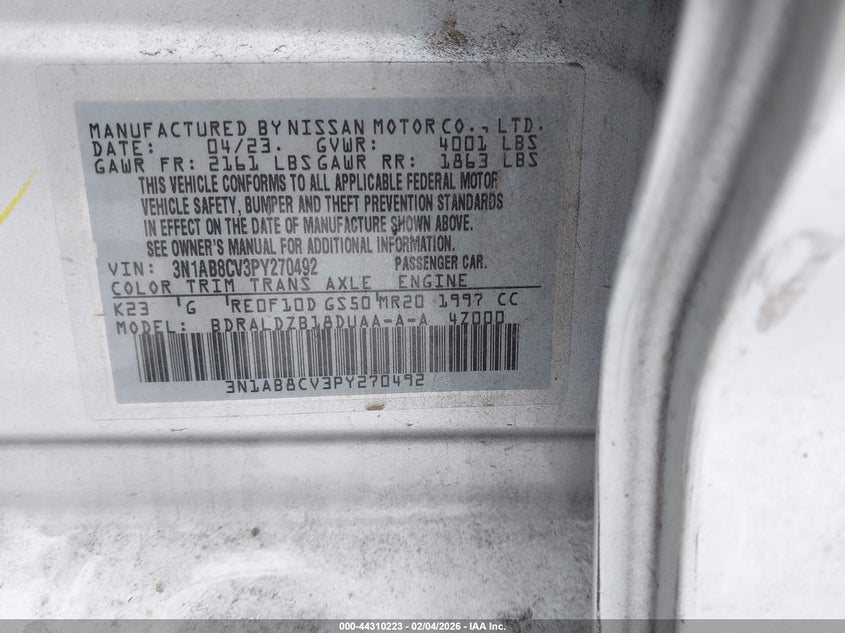 MANUFACTURED BY NISSAN MOTOR CO., LTD.
DATE: 04/23. GVWR: 4001 LBS
GAWR FR: 2161 LBS GAWR RR: 1863 LBS
THIS VEHICLE CONFORMS TO ALL APPLICABLE FEDERAL MOTOR
VEHICLE SAFETY, BUMPER AND THEFT PREVENTION STANDARDS
IN EFFECT ON THE DATE OF MANUFACTURE SHOWN ABOVE.
SEE OWNER'S MANUAL FOR ADDITIONAL INFORMATION.
VIN: 3N1AB8CV3PY270492 PASSENGER CAR.
COLOR TRIM TRANS AXLE ENGINE
K23 G RE0F10D GS50 MR20 1997 CC
MODEL: BDRALDZB18DUAA-A-A 4Z000
3N1AB8CV3PY270492
000-44310223 - 02/04/2026 - IAA Inc.